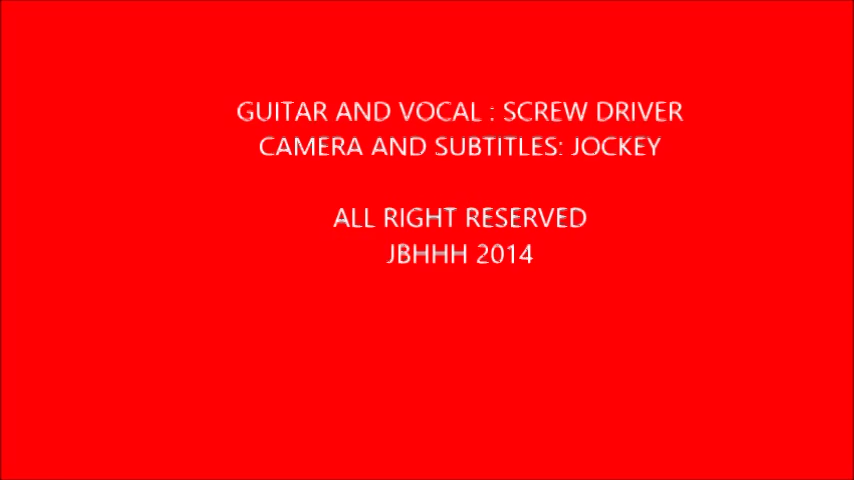 GUITAR AND VOCAL : SCREW DRIVER
CAMERA AND SUBTITLES: JOCKEY
ALL RIGHT RESERVED
JBHHH 2014